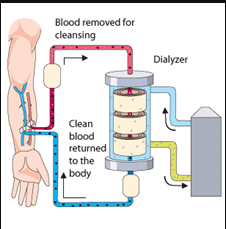 Blood removed for
cleansing
Dialyzer
Clean
blood
returned
to the
body